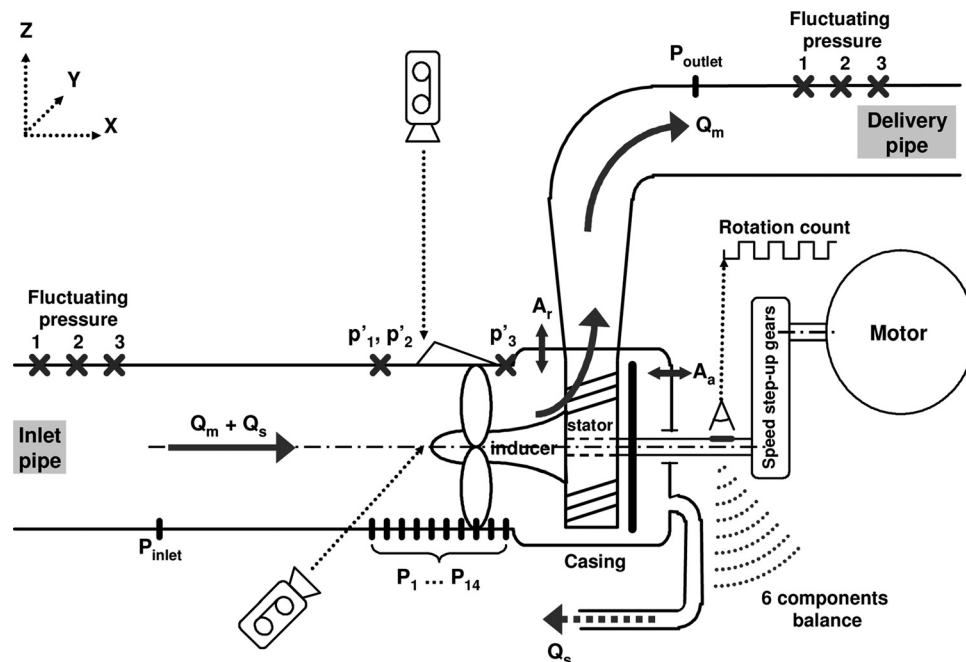 Z
Y
X
Fluctuating
pressure
1 2 3
P_outlet
Q_m
Delivery
pipe
Rotation count
Fluctuating
pressure
1 2 3
p'_1, p'_2
p'_3
A_r
A_a
Motor
Speed step-up gears
Inlet
pipe
Q_m + Q_s
inducer
stator
P_inlet
P_1 ... P_14
Casing
6 components
balance
Q_s